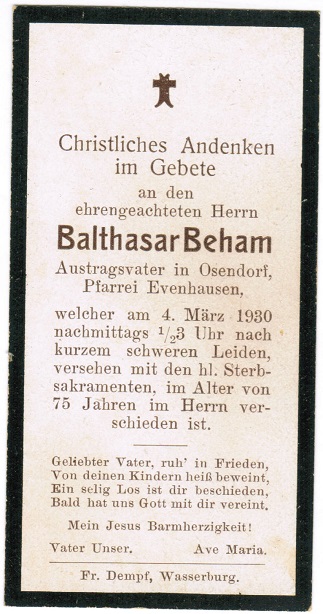 Christliches Andenken
im Gebete
an den
ehrengeachteten Herrn
Balthasar Beham
Austragsvater in Osendorf,
Pfarrei Evenhausen,
welcher am 4. März 1930
nachmittags ½3 Uhr nach
kurzem schweren Leiden,
versehen mit den hl. Sterb-
sakramenten, im Alter von
75 Jahren im Herrn ver-
schieden ist.
Geliebter Vater, ruh' in Frieden,
Von deinen Kindern heiß beweint,
Ein selig Los ist dir beschieden,
Bald hat uns Gott mit dir vereint.
Mein Jesus Barmherzigkeit!
Vater Unser. Ave Maria.
Fr. Dempf, Wasserburg.